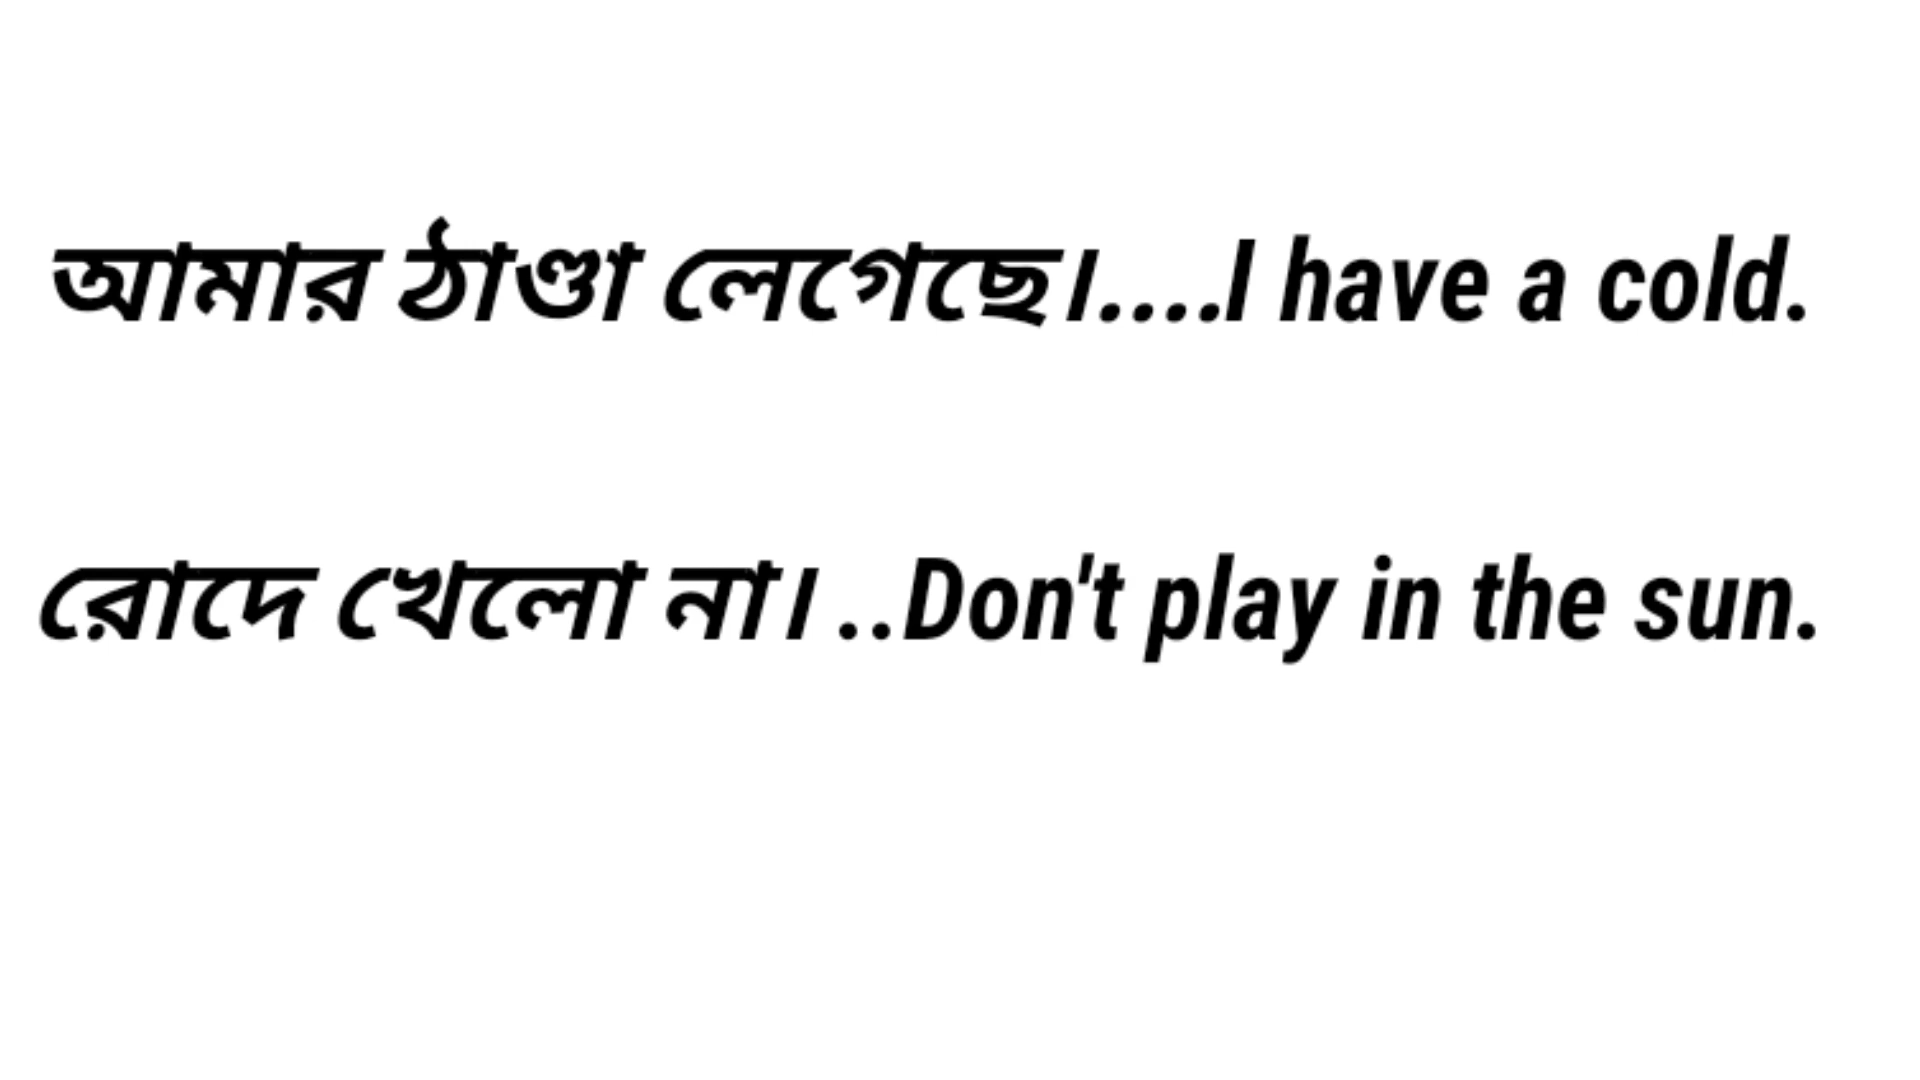 আমার ঠাণ্ডা লেগেছে।....I have a cold.
রোদে খেলো না। ..Don't play in the sun.